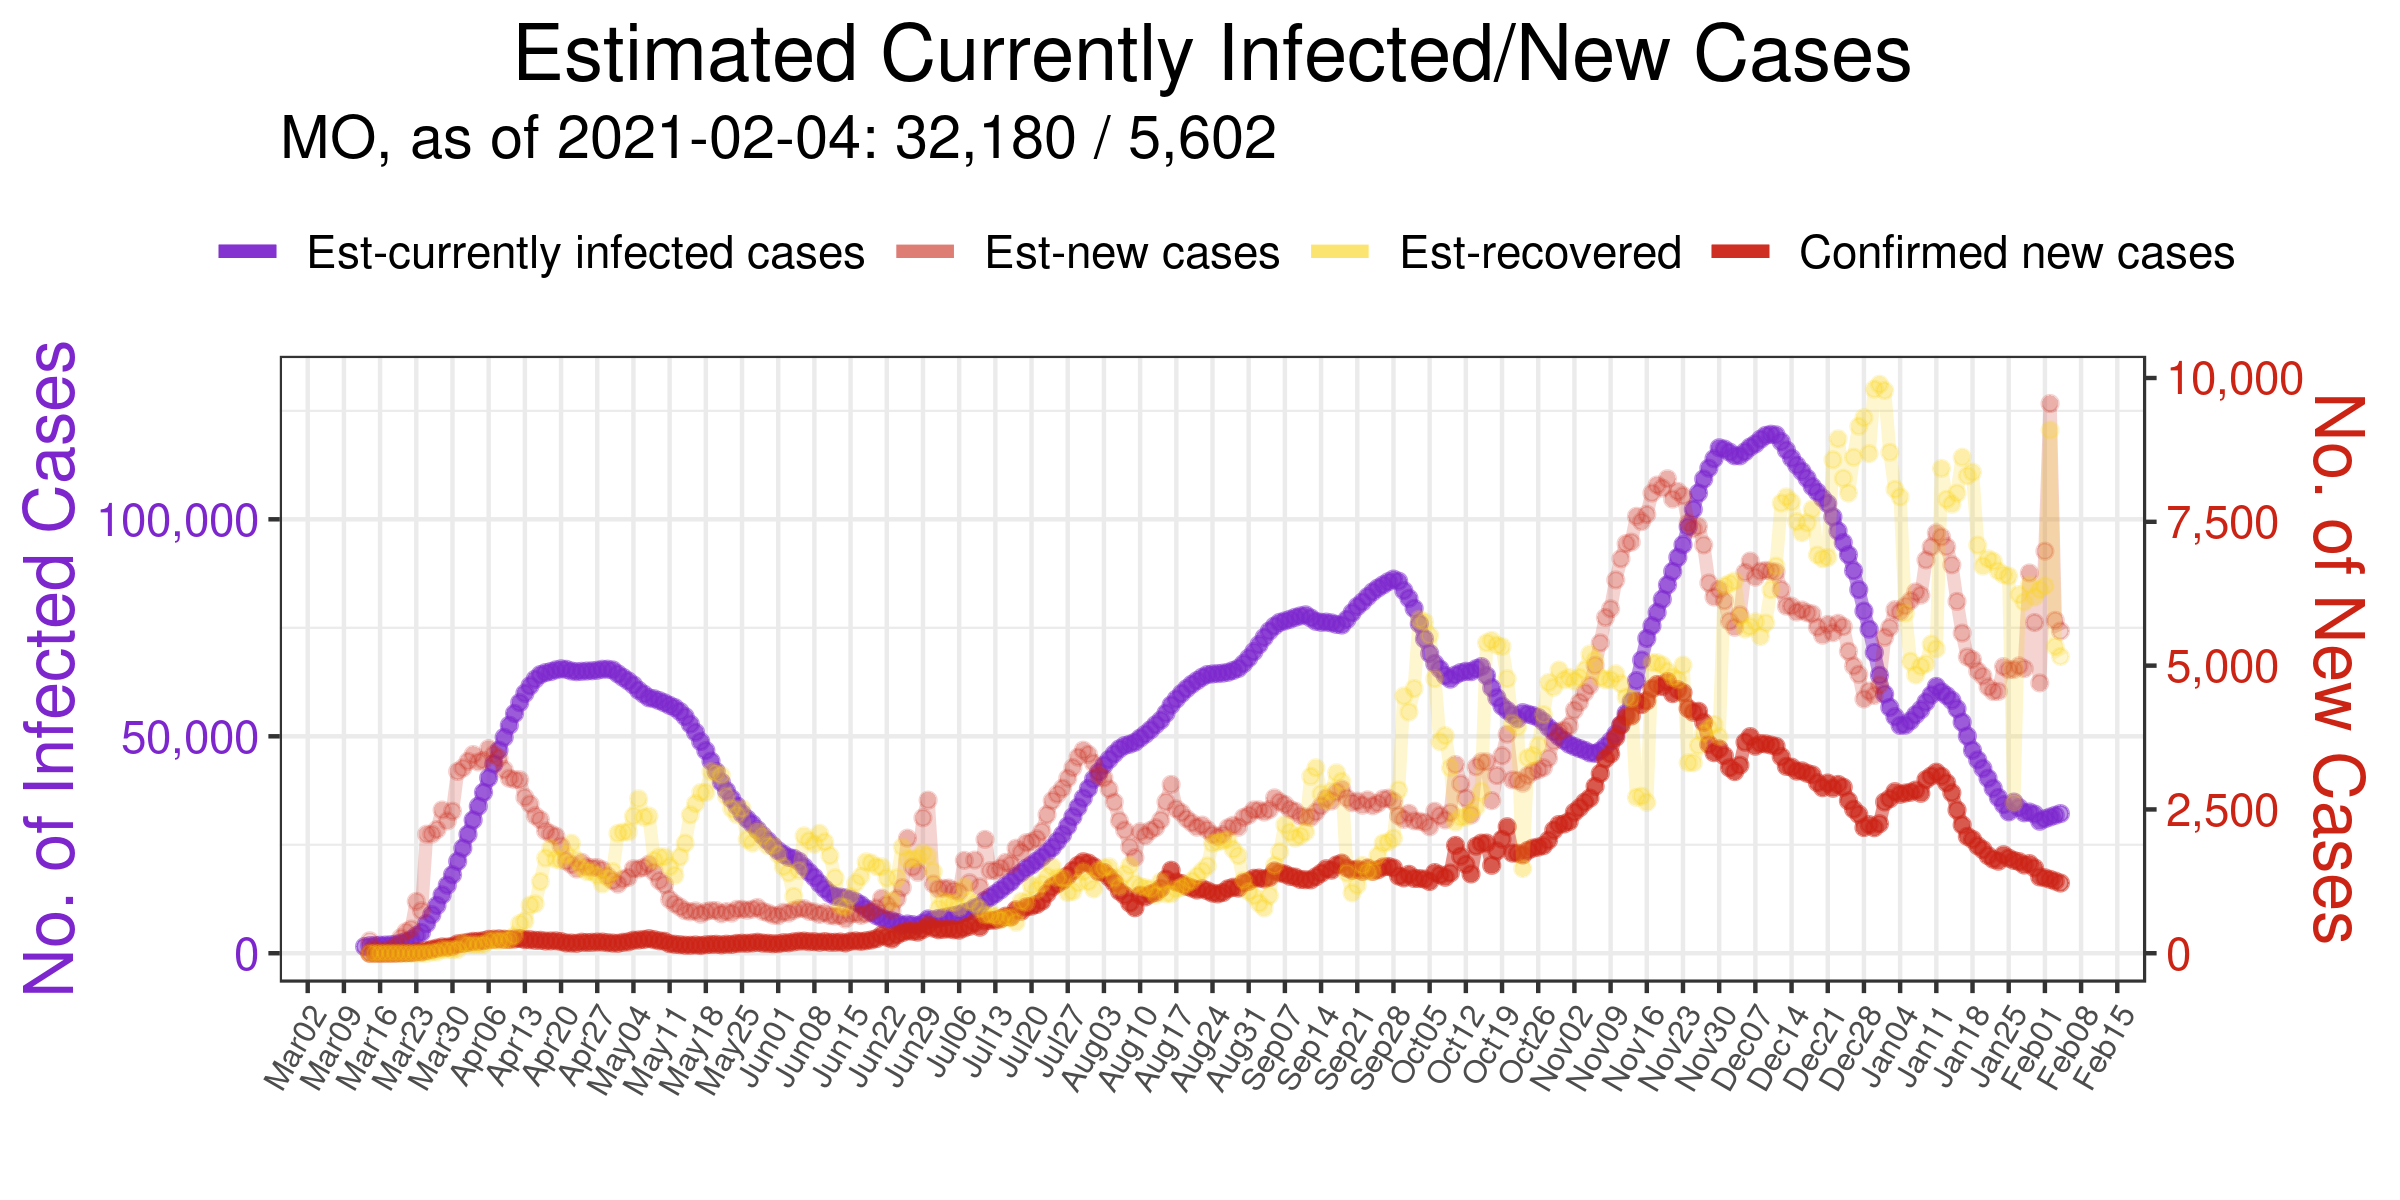 Estimated Currently Infected/New Cases
MO, as of 2021-02-04: 32,180 / 5,602
Est-currently infected cases
Est-new cases
Est-recovered
Confirmed new cases
No. of Infected Cases
100,000
50,000
0
10,000
7,500
5,000
2,500
0
No. of New Cases
Mar02
Mar09
Mar16
Mar23
Mar30
Apr06
Apr13
Apr20
Apr27
May04
May11
May18
May25
Jun01
Jun08
Jun15
Jun22
Jun29
Jul06
Jul13
Jul20
Jul27
Aug03
Aug10
Aug17
Aug24
Aug31
Sep07
Sep14
Sep21
Sep28
Oct05
Oct12
Oct19
Oct26
Nov02
Nov09
Nov16
Nov23
Nov30
Dec07
Dec14
Dec21
Dec28
Jan04
Jan11
Jan18
Jan25
Feb01
Feb08
Feb15